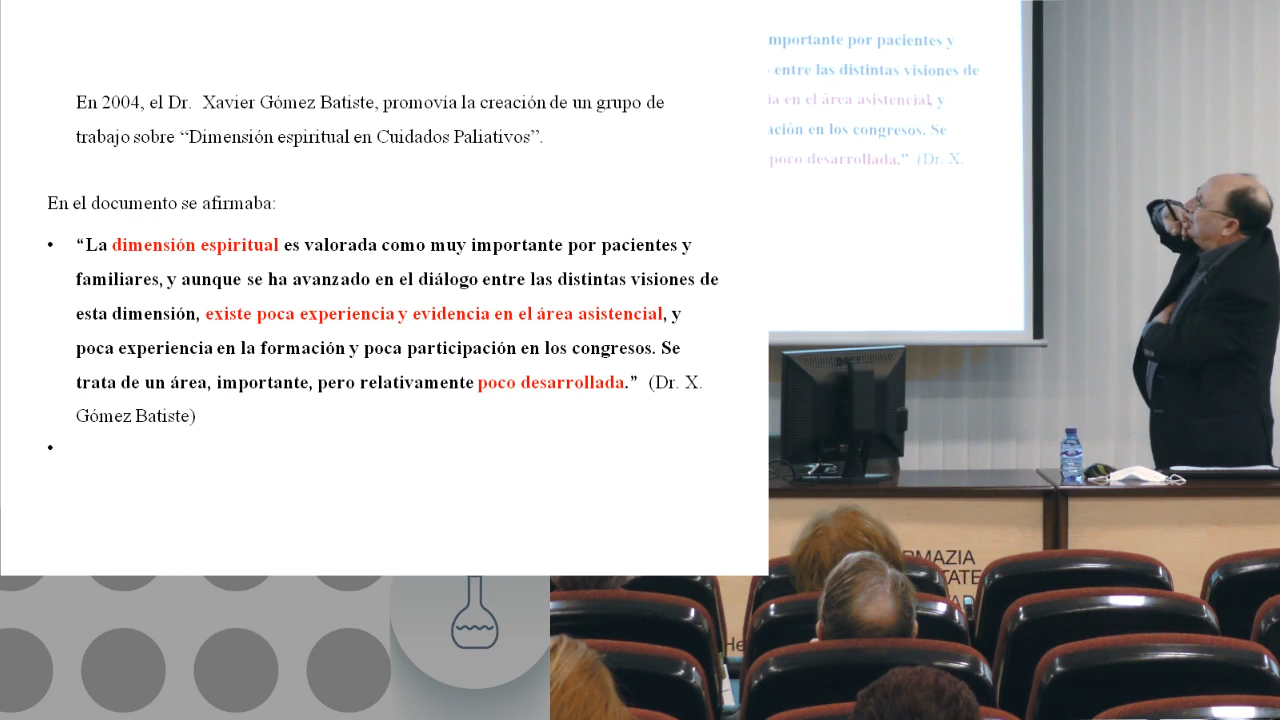 En 2004, el Dr. Xavier Gómez Batiste, promovía la creación de un grupo de
trabajo sobre “Dimensión espiritual en Cuidados Paliativos”.
En el documento se afirmaba:
• “La dimensión espiritual es valorada como muy importante por pacientes y
familiares, y aunque se ha avanzado en el diálogo entre las distintas visiones de
esta dimensión, existe poca experiencia y evidencia en el área asistencial, y
poca experiencia en la formación y poca participación en los congresos. Se
trata de un área, importante, pero relativamente poco desarrollada.” (Dr. X.
Gómez Batiste)
•
mportante por pacientes y
entre las distintas visiones de
ia en el área asistencial, y
ación en los congresos. Se
poco desarrollada.” (Dr. X.
RMAZIA
TATE
He